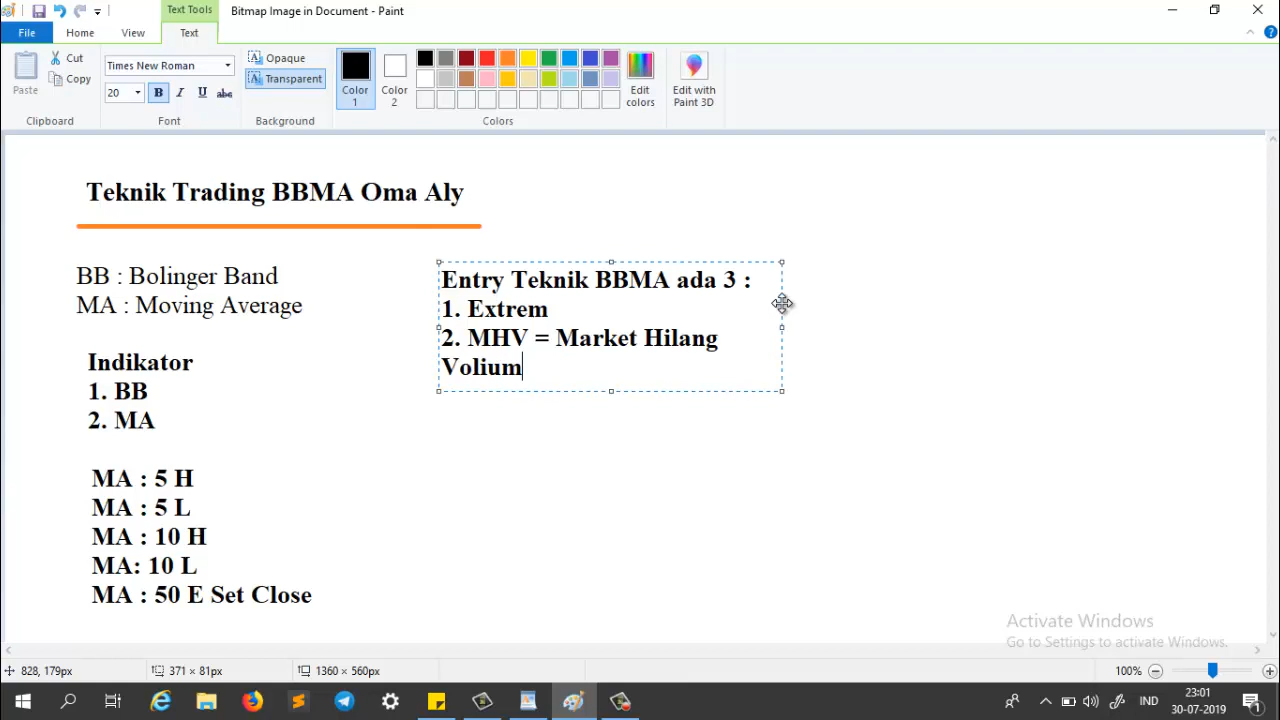 Text Tools
Bitmap Image in Document - Paint
File
Home
View
Text
Paste
Cut
Copy
Clipboard
Times New Roman
20
B
I
U
abc
Font
Opaque
Transparent
Background
Color 1
Color 2
Edit colors
Colors
Edit with Paint 3D
Teknik Trading BBMA Oma Aly
BB : Bolinger Band
MA : Moving Average
Indikator
1. BB
2. MA
MA : 5 H
MA : 5 L
MA : 10 H
MA: 10 L
MA : 50 E Set Close
Entry Teknik BBMA ada 3 :
1. Extrem
2. MHV = Market Hilang
Volium
Activate Windows
Go to Settings to activate Windows.
828, 179px
371 × 81px
1360 × 560px
100%
IND
23:01
30-07-2019
1